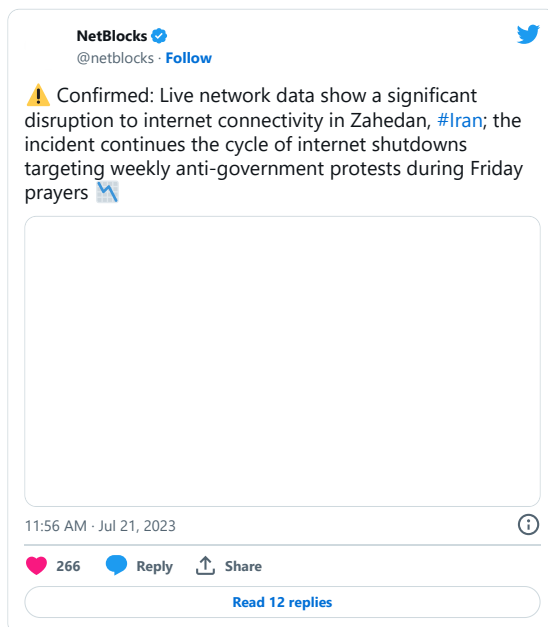 NetBlocks
@netblocks · Follow
⚠️ Confirmed: Live network data show a significant
disruption to internet connectivity in Zahedan, #Iran; the
incident continues the cycle of internet shutdowns
targeting weekly anti-government protests during Friday
prayers 📉
11:56 AM · Jul 21, 2023
266 Reply Share
Read 12 replies